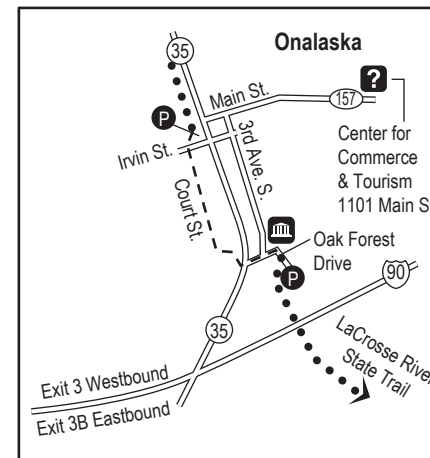 Onalaska
35
?
Main St.
157
P
Irvin St.
3rd Ave. S.
Court St.
Center for
Commerce
& Tourism
1101 Main S
Oak Forest
Drive
P
90
35
LaCrosse River
State Trail
Exit 3 Westbound
Exit 3B Eastbound